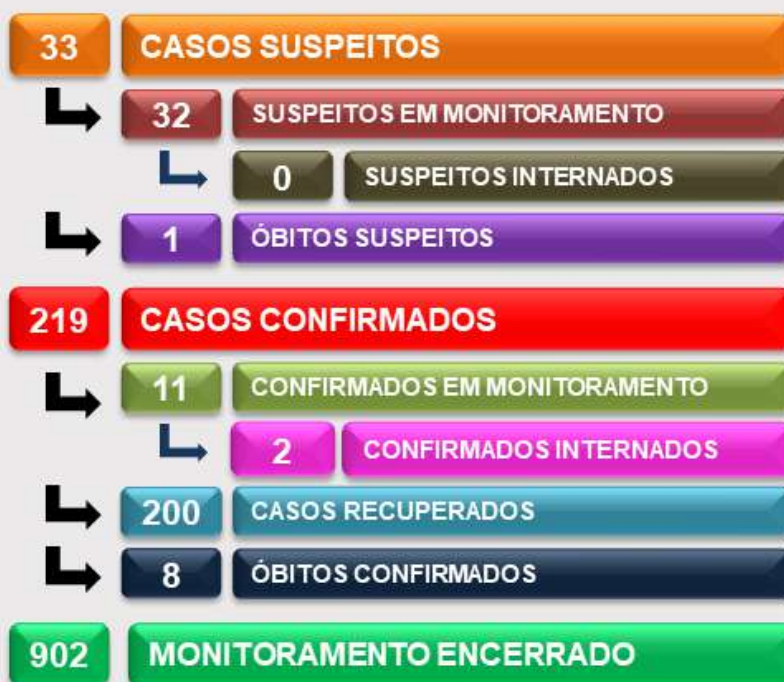 33 CASOS SUSPEITOS
32 SUSPEITOS EM MONITORAMENTO
0 SUSPEITOS INTERNADOS
1 ÓBITOS SUSPEITOS
219 CASOS CONFIRMADOS
11 CONFIRMADOS EM MONITORAMENTO
2 CONFIRMADOS INTERNADOS
200 CASOS RECUPERADOS
8 ÓBITOS CONFIRMADOS
902 MONITORAMENTO ENCERRADO